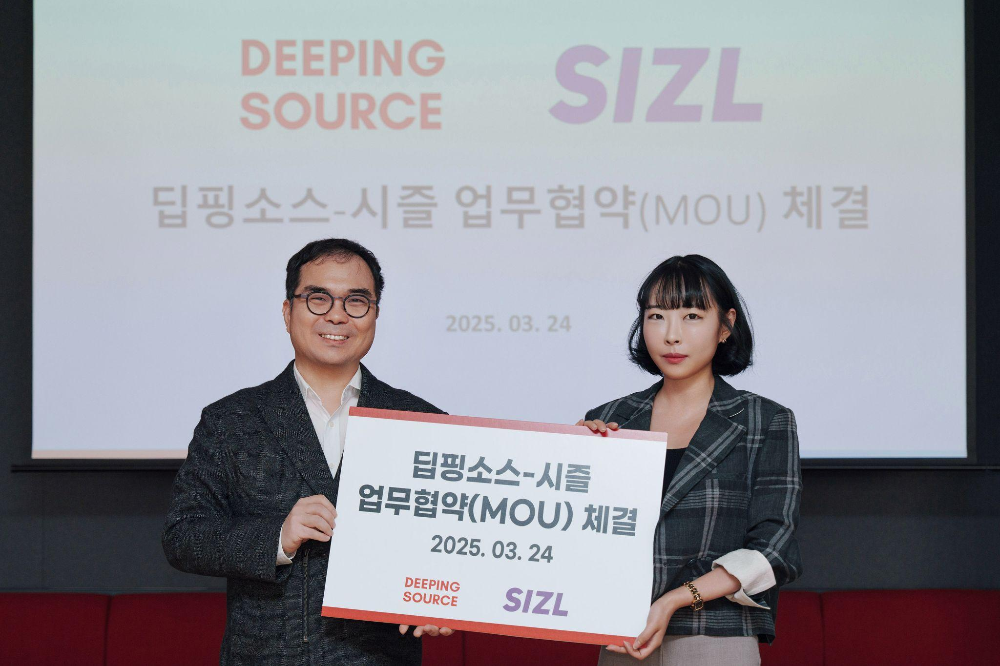 DEEPING
SOURCE
SIZL
딥핑소스-시즐 업무협약(MOU) 체결
2025. 03. 24
딥핑소스-시즐
업무협약(MOU) 체결
2025. 03. 24
DEEPING
SOURCE
SIZL